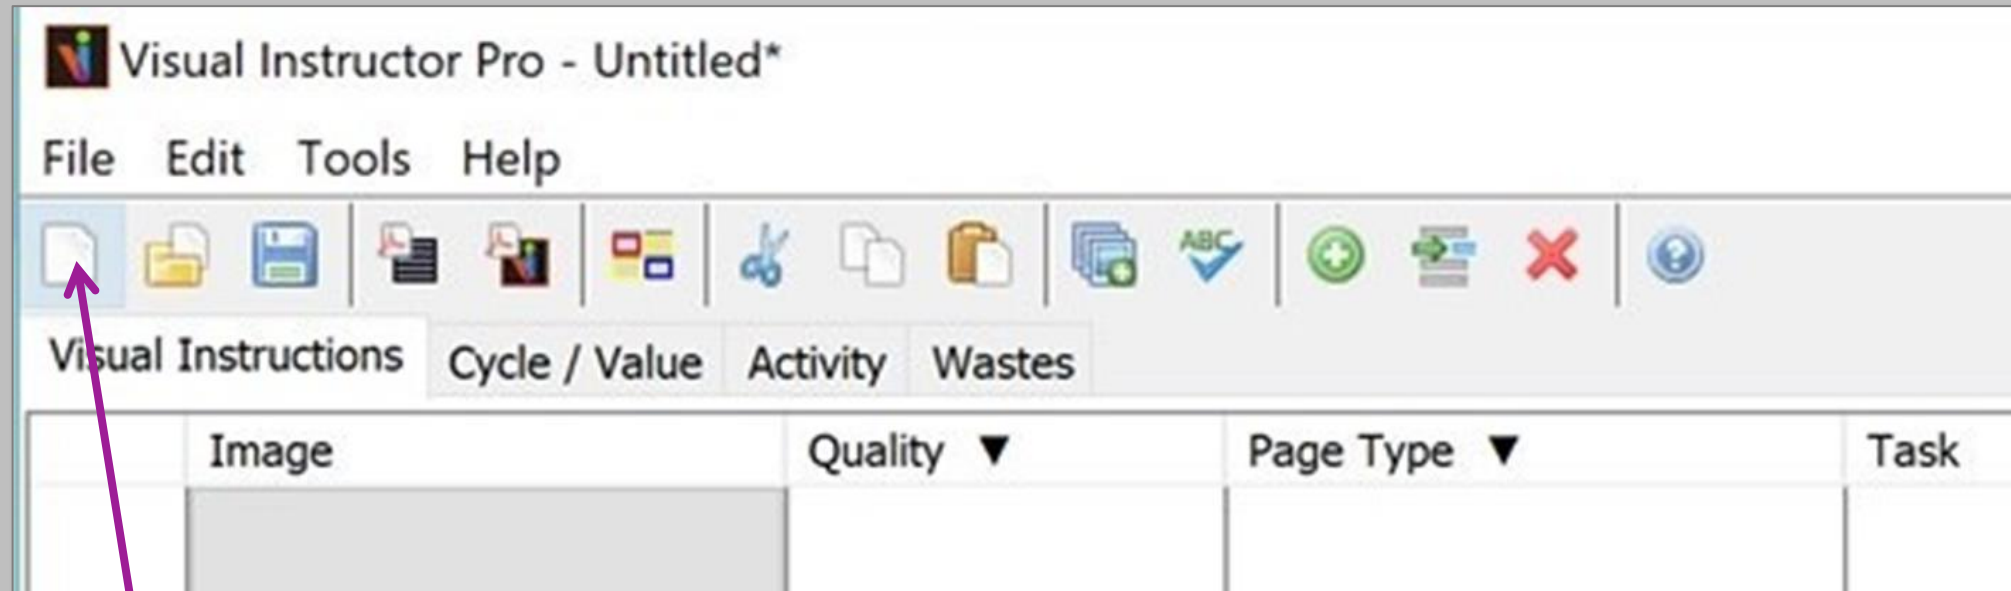 Visual Instructor Pro - Untitled*
File Edit Tools Help
ABC
Visual Instructions Cycle / Value Activity Wastes
Image Quality ▼ Page Type ▼ Task